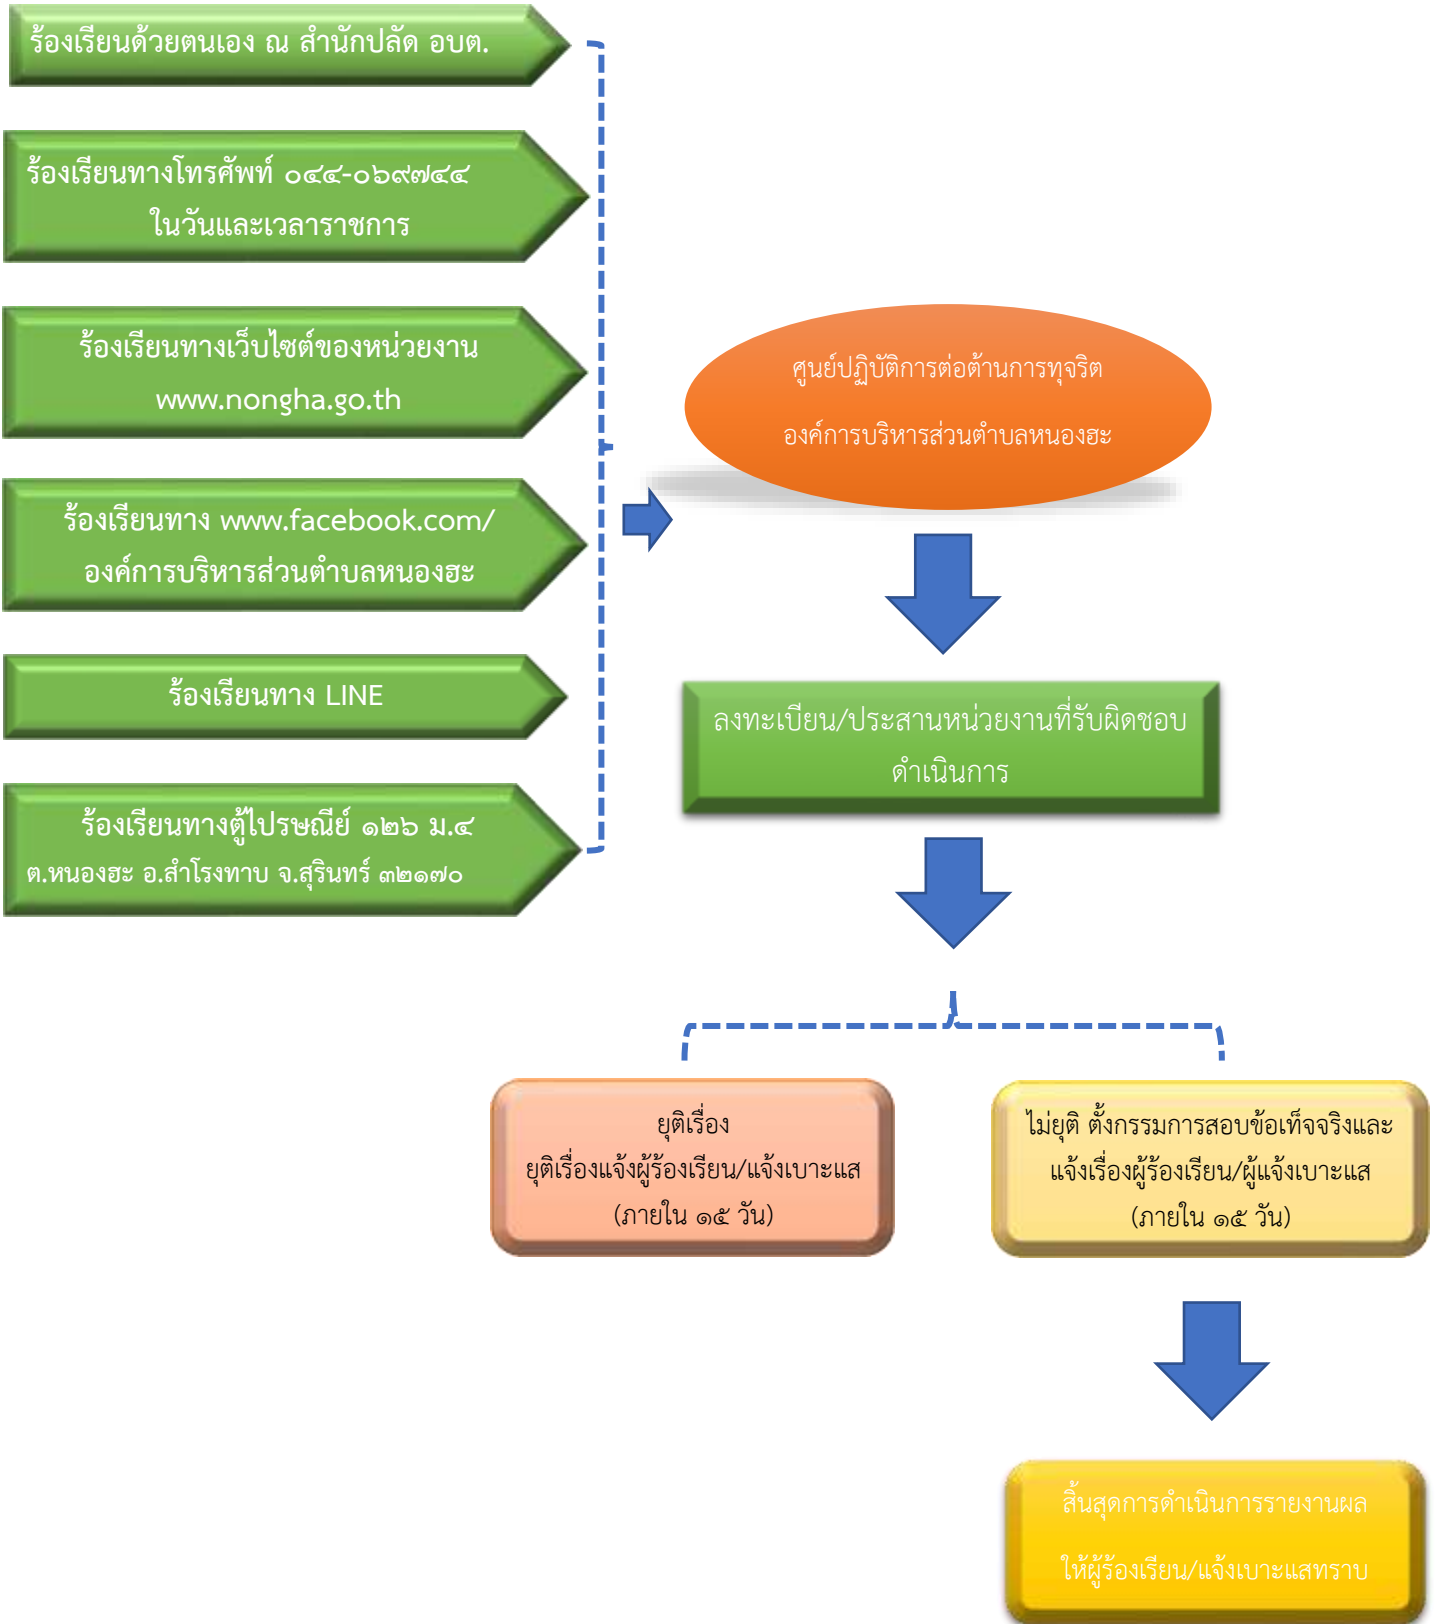 ร้องเรียนด้วยตนเอง ณ สำนักปลัด อบต.
ร้องเรียนทางโทรศัพท์ ๐๔๔-๐๖๙๗๔๔
ในวันและเวลาราชการ
ร้องเรียนทางเว็บไซต์ของหน่วยงาน
www.nongha.go.th
ร้องเรียนทาง www.facebook.com/
องค์การบริหารส่วนตำบลหนองฮะ
ร้องเรียนทาง LINE
ร้องเรียนทางตู้ไปรษณีย์ ๑๒๖ ม.๔
ต.หนองฮะ อ.สำโรงทาบ จ.สุรินทร์ ๓๒๑๗๐
ศูนย์ปฏิบัติการต่อต้านการทุจริต
องค์การบริหารส่วนตำบลหนองฮะ
ลงทะเบียน/ประสานหน่วยงานที่รับผิดชอบ
ดำเนินการ
ยุติเรื่อง
ยุติเรื่องแจ้งผู้ร้องเรียน/แจ้งเบาะแส
(ภายใน ๑๕ วัน)
ไม่ยุติ ตั้งกรรมการสอบข้อเท็จจริงและ
แจ้งเรื่องผู้ร้องเรียน/ผู้แจ้งเบาะแส
(ภายใน ๑๕ วัน)
สิ้นสุดการดำเนินการรายงานผล
ให้ผู้ร้องเรียน/แจ้งเบาะแสทราบ